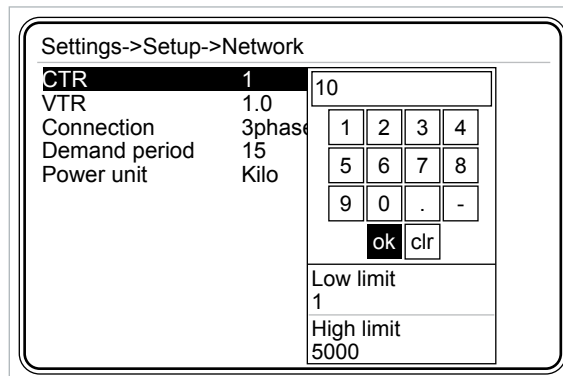 Settings->Setup->Network
CTR 1
VTR 1.0
Connection 3phase
Demand period 15
Power unit Kilo
10
1 2 3 4
5 6 7 8
9 0 . -
ok clr
Low limit
1
High limit
5000